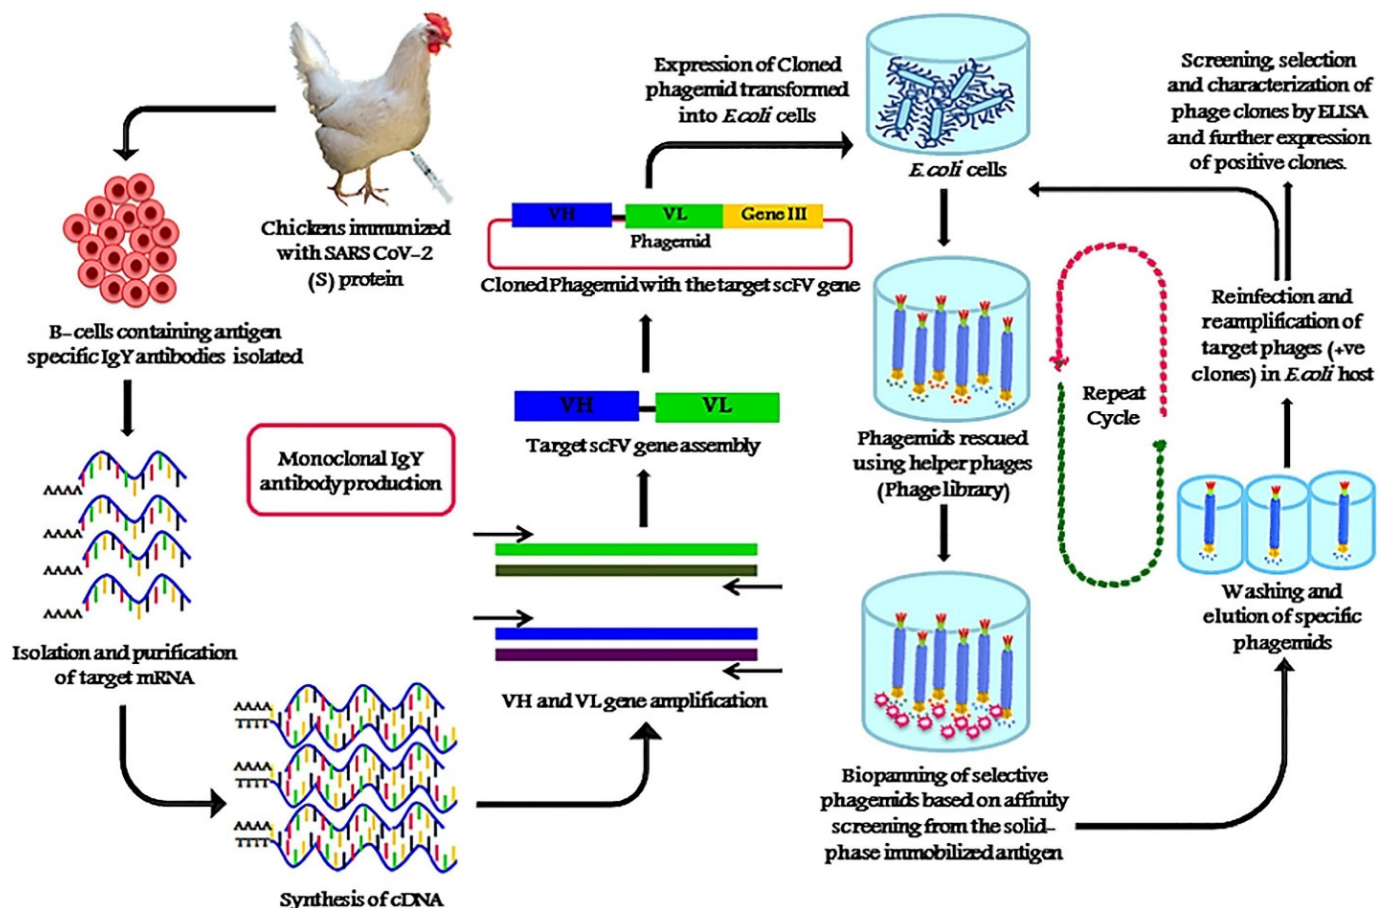 Chickens immunized
with SARS CoV-2
(S) protein
B-cells containing antigen
specific IgY antibodies isolated
AAAA
AAAA
AAAA
AAAA
Isolation and purification
of target mRNA
AAAA
TTTT
AAAA
TTTT
AAAA
TTTT
Synthesis of cDNA
Monoclonal IgY
antibody production
VH and VL gene amplification
VH
VL
Target scFV gene assembly
VH
VL
Gene III
Phagemid
Cloned Phagemid with the target scFV gene
Expression of Cloned
phagemid transformed
into E.coli cells
E.coli cells
Phagemids rescued
using helper phages
(Phage library)
Biopanning of selective
phagemids based on affinity
screening from the solid-
phase immobilized antigen
Repeat
Cycle
Washing and
elution of specific
phagemids
Reinfection and
reamplification of
target phages (+ve
clones) in E.coli host
Screening, selection
and characterization of
phage clones by ELISA
and further expression
of positive clones.